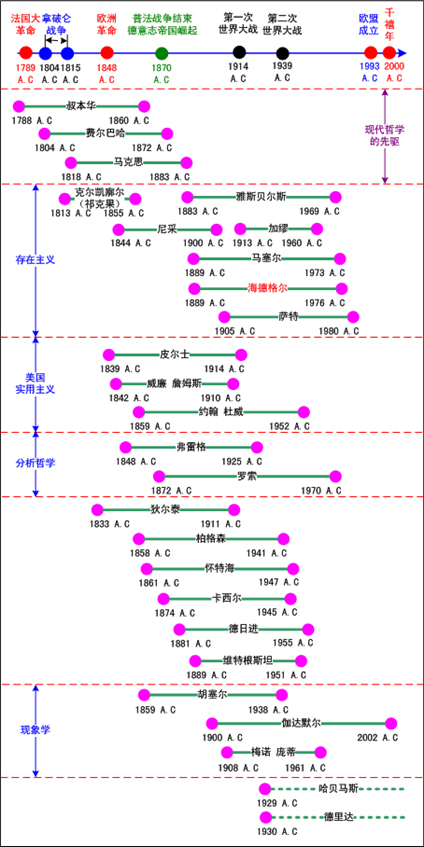 法国大革命
拿破仑战争
欧洲革命
普法战争结束
德意志帝国崛起
第一次世界大战
第二次世界大战
欧盟成立
千禧年
1789 A.C
1804 A.C
1815 A.C
1848 A.C
1870 A.C
1914 A.C
1939 A.C
1993 A.C
2000 A.C
现代哲学的先驱
叔本华
1788 A.C 1860 A.C
费尔巴哈
1804 A.C 1872 A.C
马克思
1818 A.C 1883 A.C
存在主义
克尔凯廓尔
（祁克果）
1813 A.C 1855 A.C
雅斯贝尔斯
1883 A.C 1969 A.C
尼采
1844 A.C 1900 A.C
加缪
1913 A.C 1960 A.C
马塞尔
1889 A.C 1973 A.C
海德格尔
1889 A.C 1976 A.C
萨特
1905 A.C 1980 A.C
美国
实用主义
皮尔士
1839 A.C 1914 A.C
威廉 詹姆斯
1842 A.C 1910 A.C
约翰 杜威
1859 A.C 1952 A.C
分析哲学
弗雷格
1848 A.C 1925 A.C
罗索
1872 A.C 1970 A.C
狄尔泰
1833 A.C 1911 A.C
柏格森
1858 A.C 1941 A.C
怀特海
1861 A.C 1947 A.C
卡西尔
1874 A.C 1945 A.C
德日进
1881 A.C 1955 A.C
维特根斯坦
1889 A.C 1951 A.C
现象学
胡塞尔
1859 A.C 1938 A.C
伽达默尔
1900 A.C 2002 A.C
梅诺 庞蒂
1908 A.C 1961 A.C
哈贝马斯
1929 A.C
德里达
1930 A.C